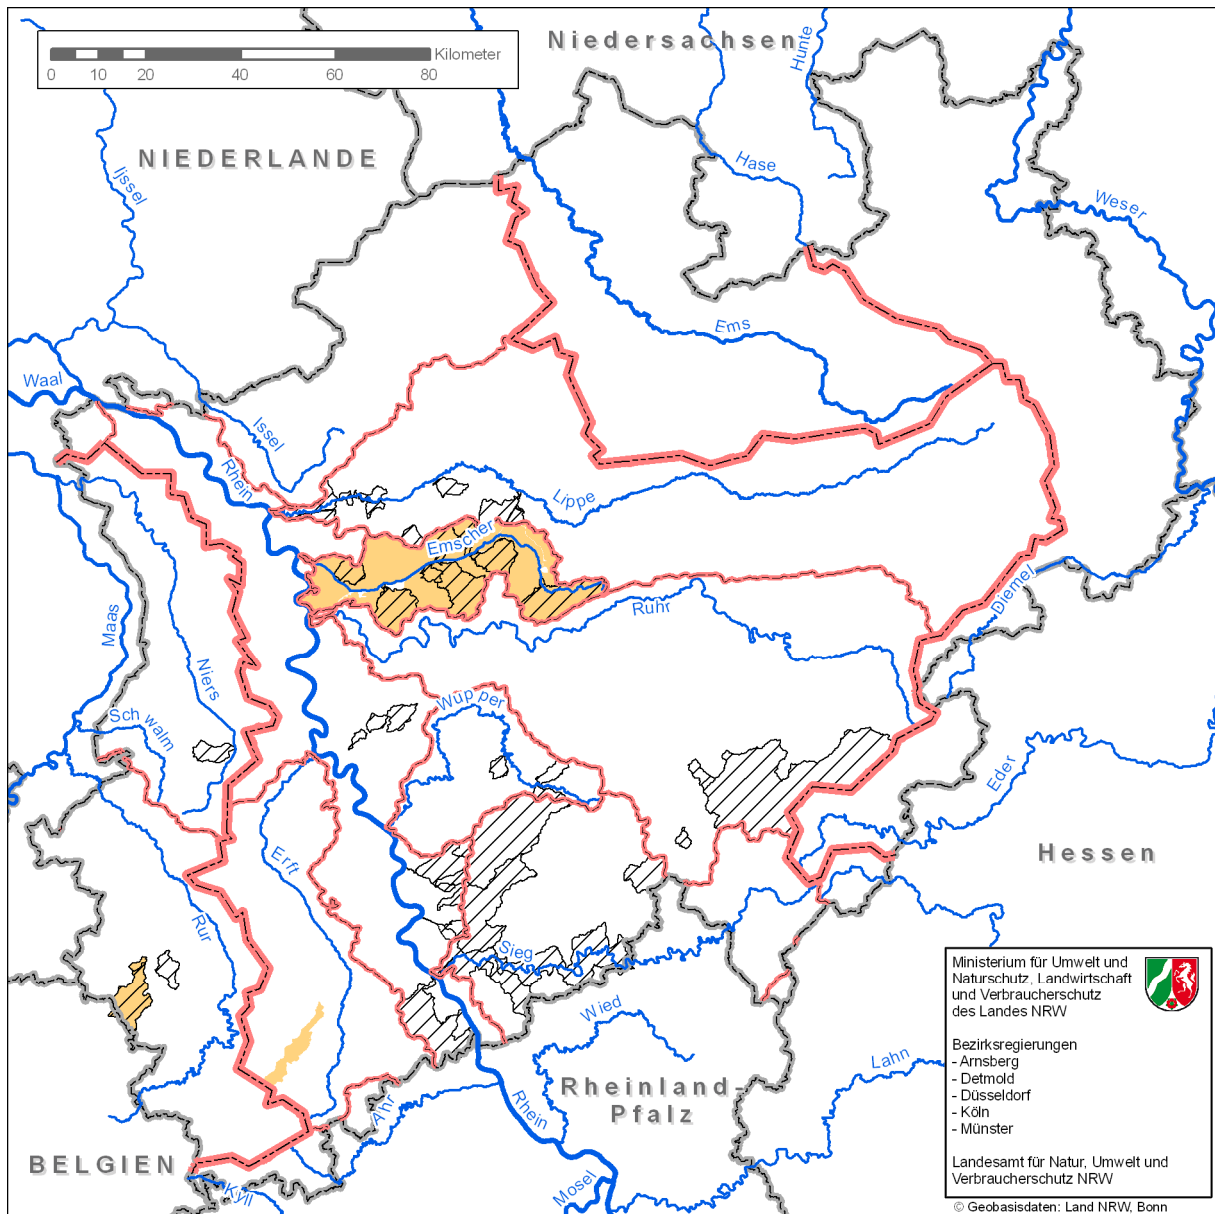 Niedersachsen
Kilometer
0 10 20 40 60 80
Hunte
NIEDERLANDE
Hase
Ijssel
Weser
Ems
Waal
Issel
Rhein
Lippe
Emscher
Diemel
Ruhr
Maas
Niers
Wupper
Schwalm
Eder
Erft
Hessen
Rur
Sieg
Wied
Lahn
Rheinland-
Pfalz
Rhein
Ahr
BELGIEN
Kyll
Mosel
Ministerium für Umwelt und
Naturschutz, Landwirtschaft
und Verbraucherschutz
des Landes NRW
Bezirksregierungen
- Arnsberg
- Detmold
- Düsseldorf
- Köln
- Münster
Landesamt für Natur, Umwelt und
Verbraucherschutz NRW
© Geobasisdaten: Land NRW, Bonn